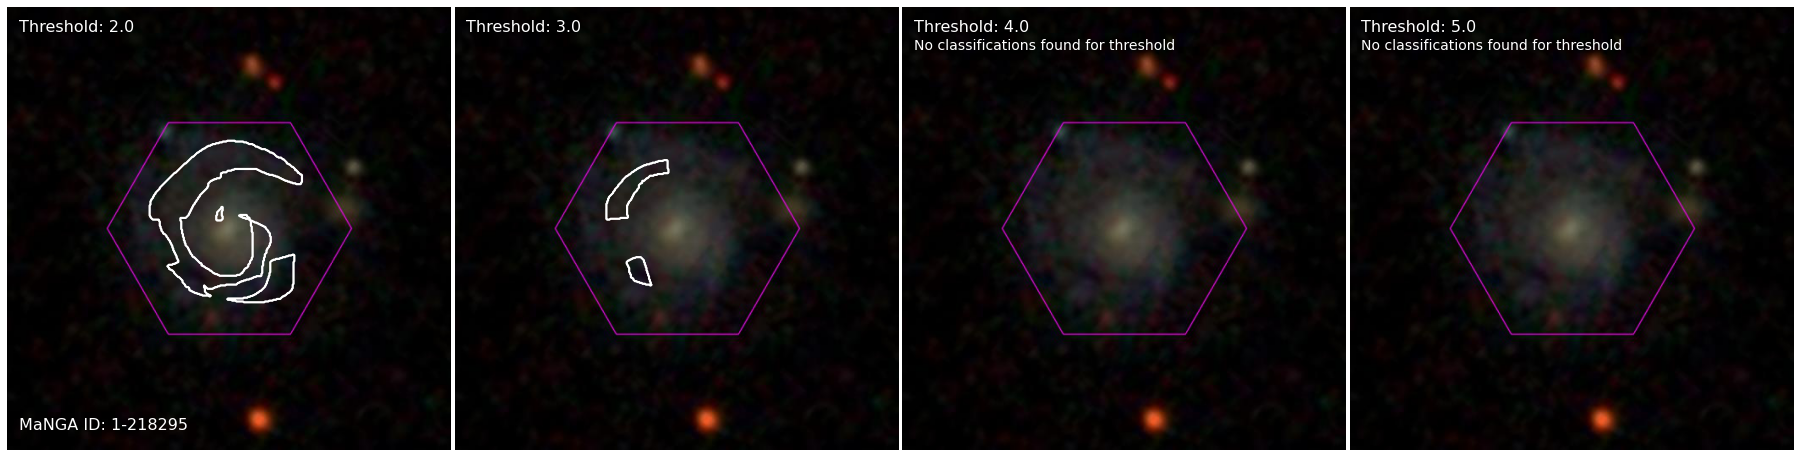 Threshold: 2.0
MaNGA ID: 1-218295
Threshold: 3.0
Threshold: 4.0
No classifications found for threshold
Threshold: 5.0
No classifications found for threshold